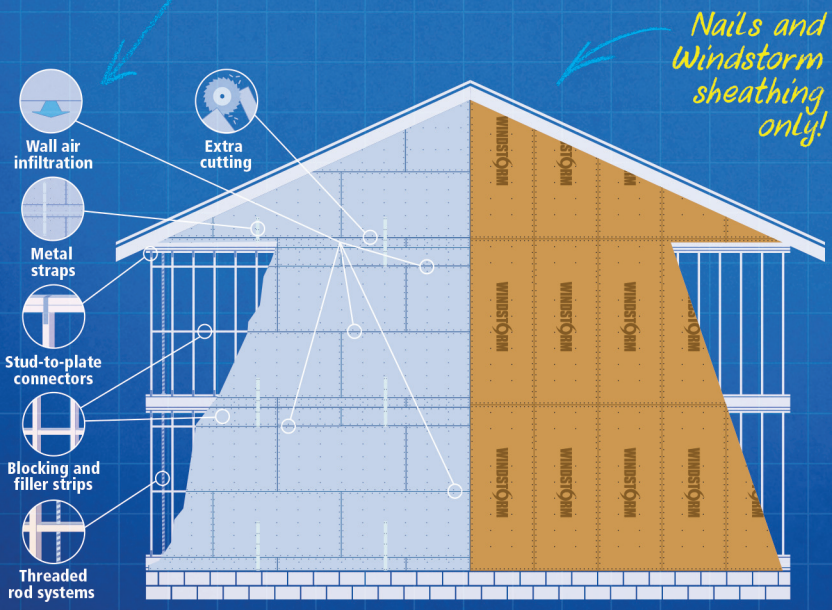 Nails and
Windstorm
sheathing
only!
Wall air
infiltration
Extra
cutting
Metal
straps
Stud-to-plate
connectors
Blocking and
filler strips
Threaded
rod systems
WINDSTORM
WINDSTORM
WINDSTORM
WINDSTORM
WINDSTORM
WINDSTORM
WINDSTORM
WINDSTORM
WINDSTORM
WINDSTORM
WINDSTORM